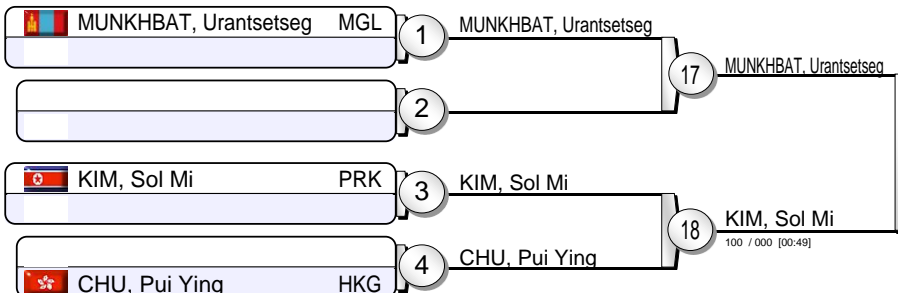 MUNKHBAT, Urantsetseg MGL 1 MUNKHBAT, Urantsetseg
17 MUNKHBAT, Urantsetseg
2
KIM, Sol Mi PRK 3 KIM, Sol Mi
18 KIM, Sol Mi
100 / 000 [00:49]
4 CHU, Pui Ying
CHU, Pui Ying HKG